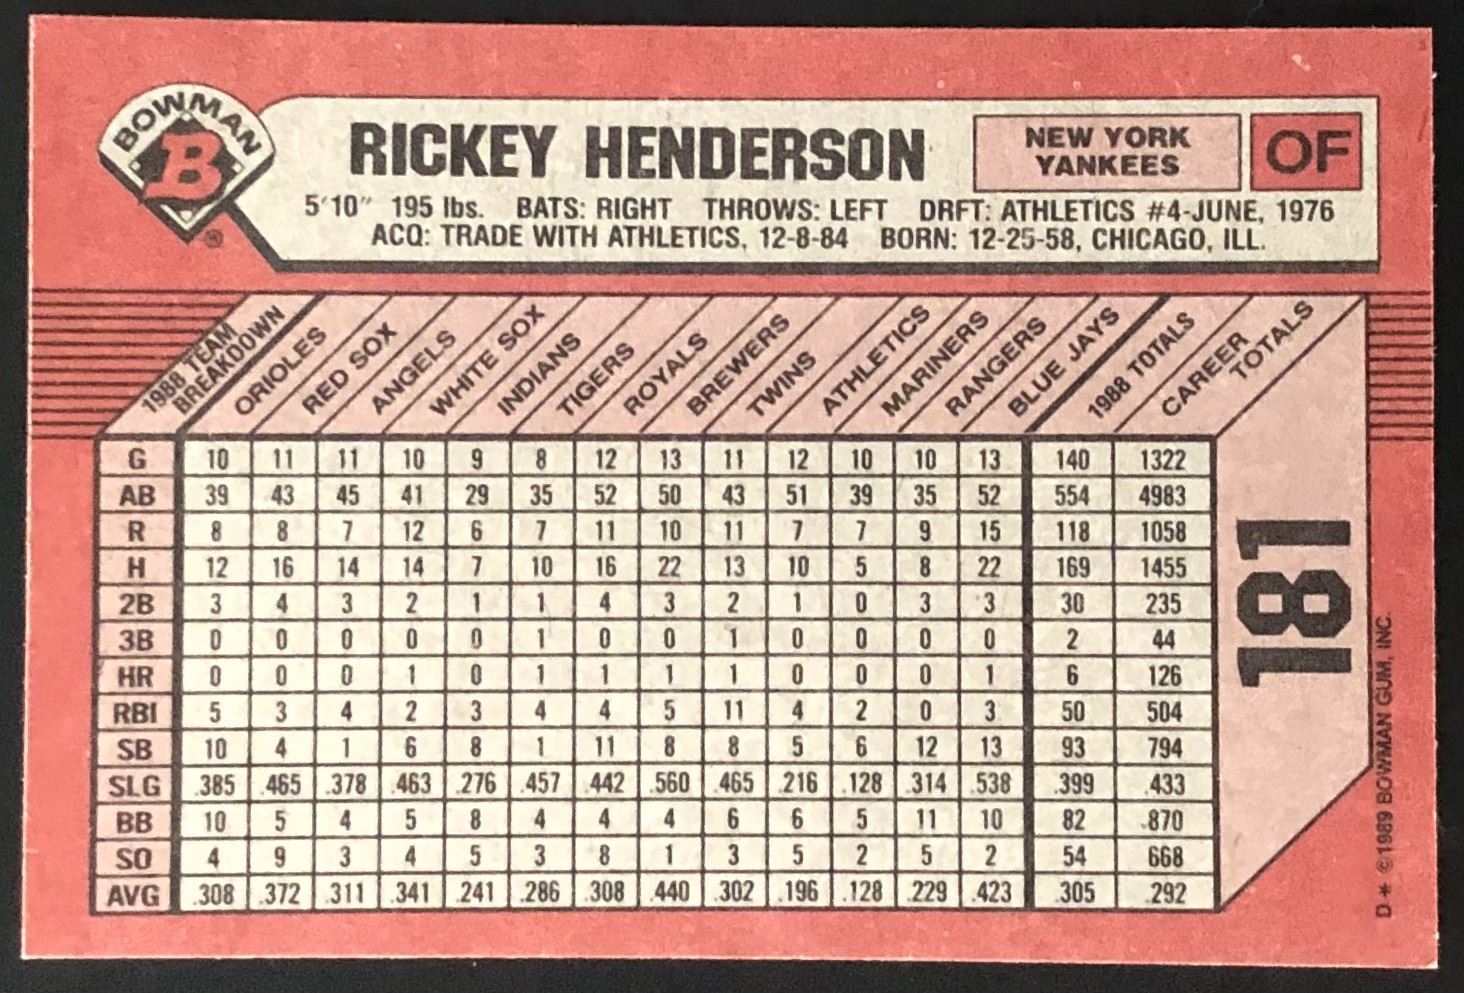 BOWMAN
B
®
RICKEY HENDERSON
NEW YORK
YANKEES
OF
5'10" 195 lbs. BATS: RIGHT THROWS: LEFT DRFT: ATHLETICS #4-JUNE, 1976
ACQ: TRADE WITH ATHLETICS, 12-8-84 BORN: 12-25-58, CHICAGO, ILL.
1988 TEAM
BREAKDOWN
ORIOLES
RED SOX
ANGELS
WHITE SOX
INDIANS
TIGERS
ROYALS
BREWERS
TWINS
ATHLETICS
MARINERS
RANGERS
BLUE JAYS
1988 TOTALS
CAREER
TOTALS
G 10 11 11 10 9 8 12 13 11 12 10 10 13 140 1322
AB 39 43 45 41 29 35 52 50 43 51 39 35 52 554 4983
R 8 8 7 12 6 7 11 10 11 7 7 9 15 118 1058
H 12 16 14 14 7 10 16 22 13 10 5 8 22 169 1455
2B 3 4 3 2 1 1 4 3 2 1 0 3 3 30 235
3B 0 0 0 0 0 1 0 0 1 0 0 0 0 2 44
HR 0 0 0 1 0 1 1 1 1 0 0 0 1 6 126
RBI 5 3 4 2 3 4 4 5 11 4 2 0 3 50 504
SB 10 4 1 6 8 1 11 8 8 5 6 12 13 93 794
SLG .385 .465 .378 .463 .276 .457 .442 .560 .465 .216 .128 .314 .538 .399 .433
BB 10 5 4 5 8 4 4 4 6 6 5 11 10 82 .870
SO 4 9 3 4 5 3 8 1 3 5 2 5 2 54 668
AVG .308 .372 .311 .341 .241 .286 .308 .440 .302 .196 .128 .229 .423 .305 .292
181
D* ©1989 BOWMAN GUM, INC.